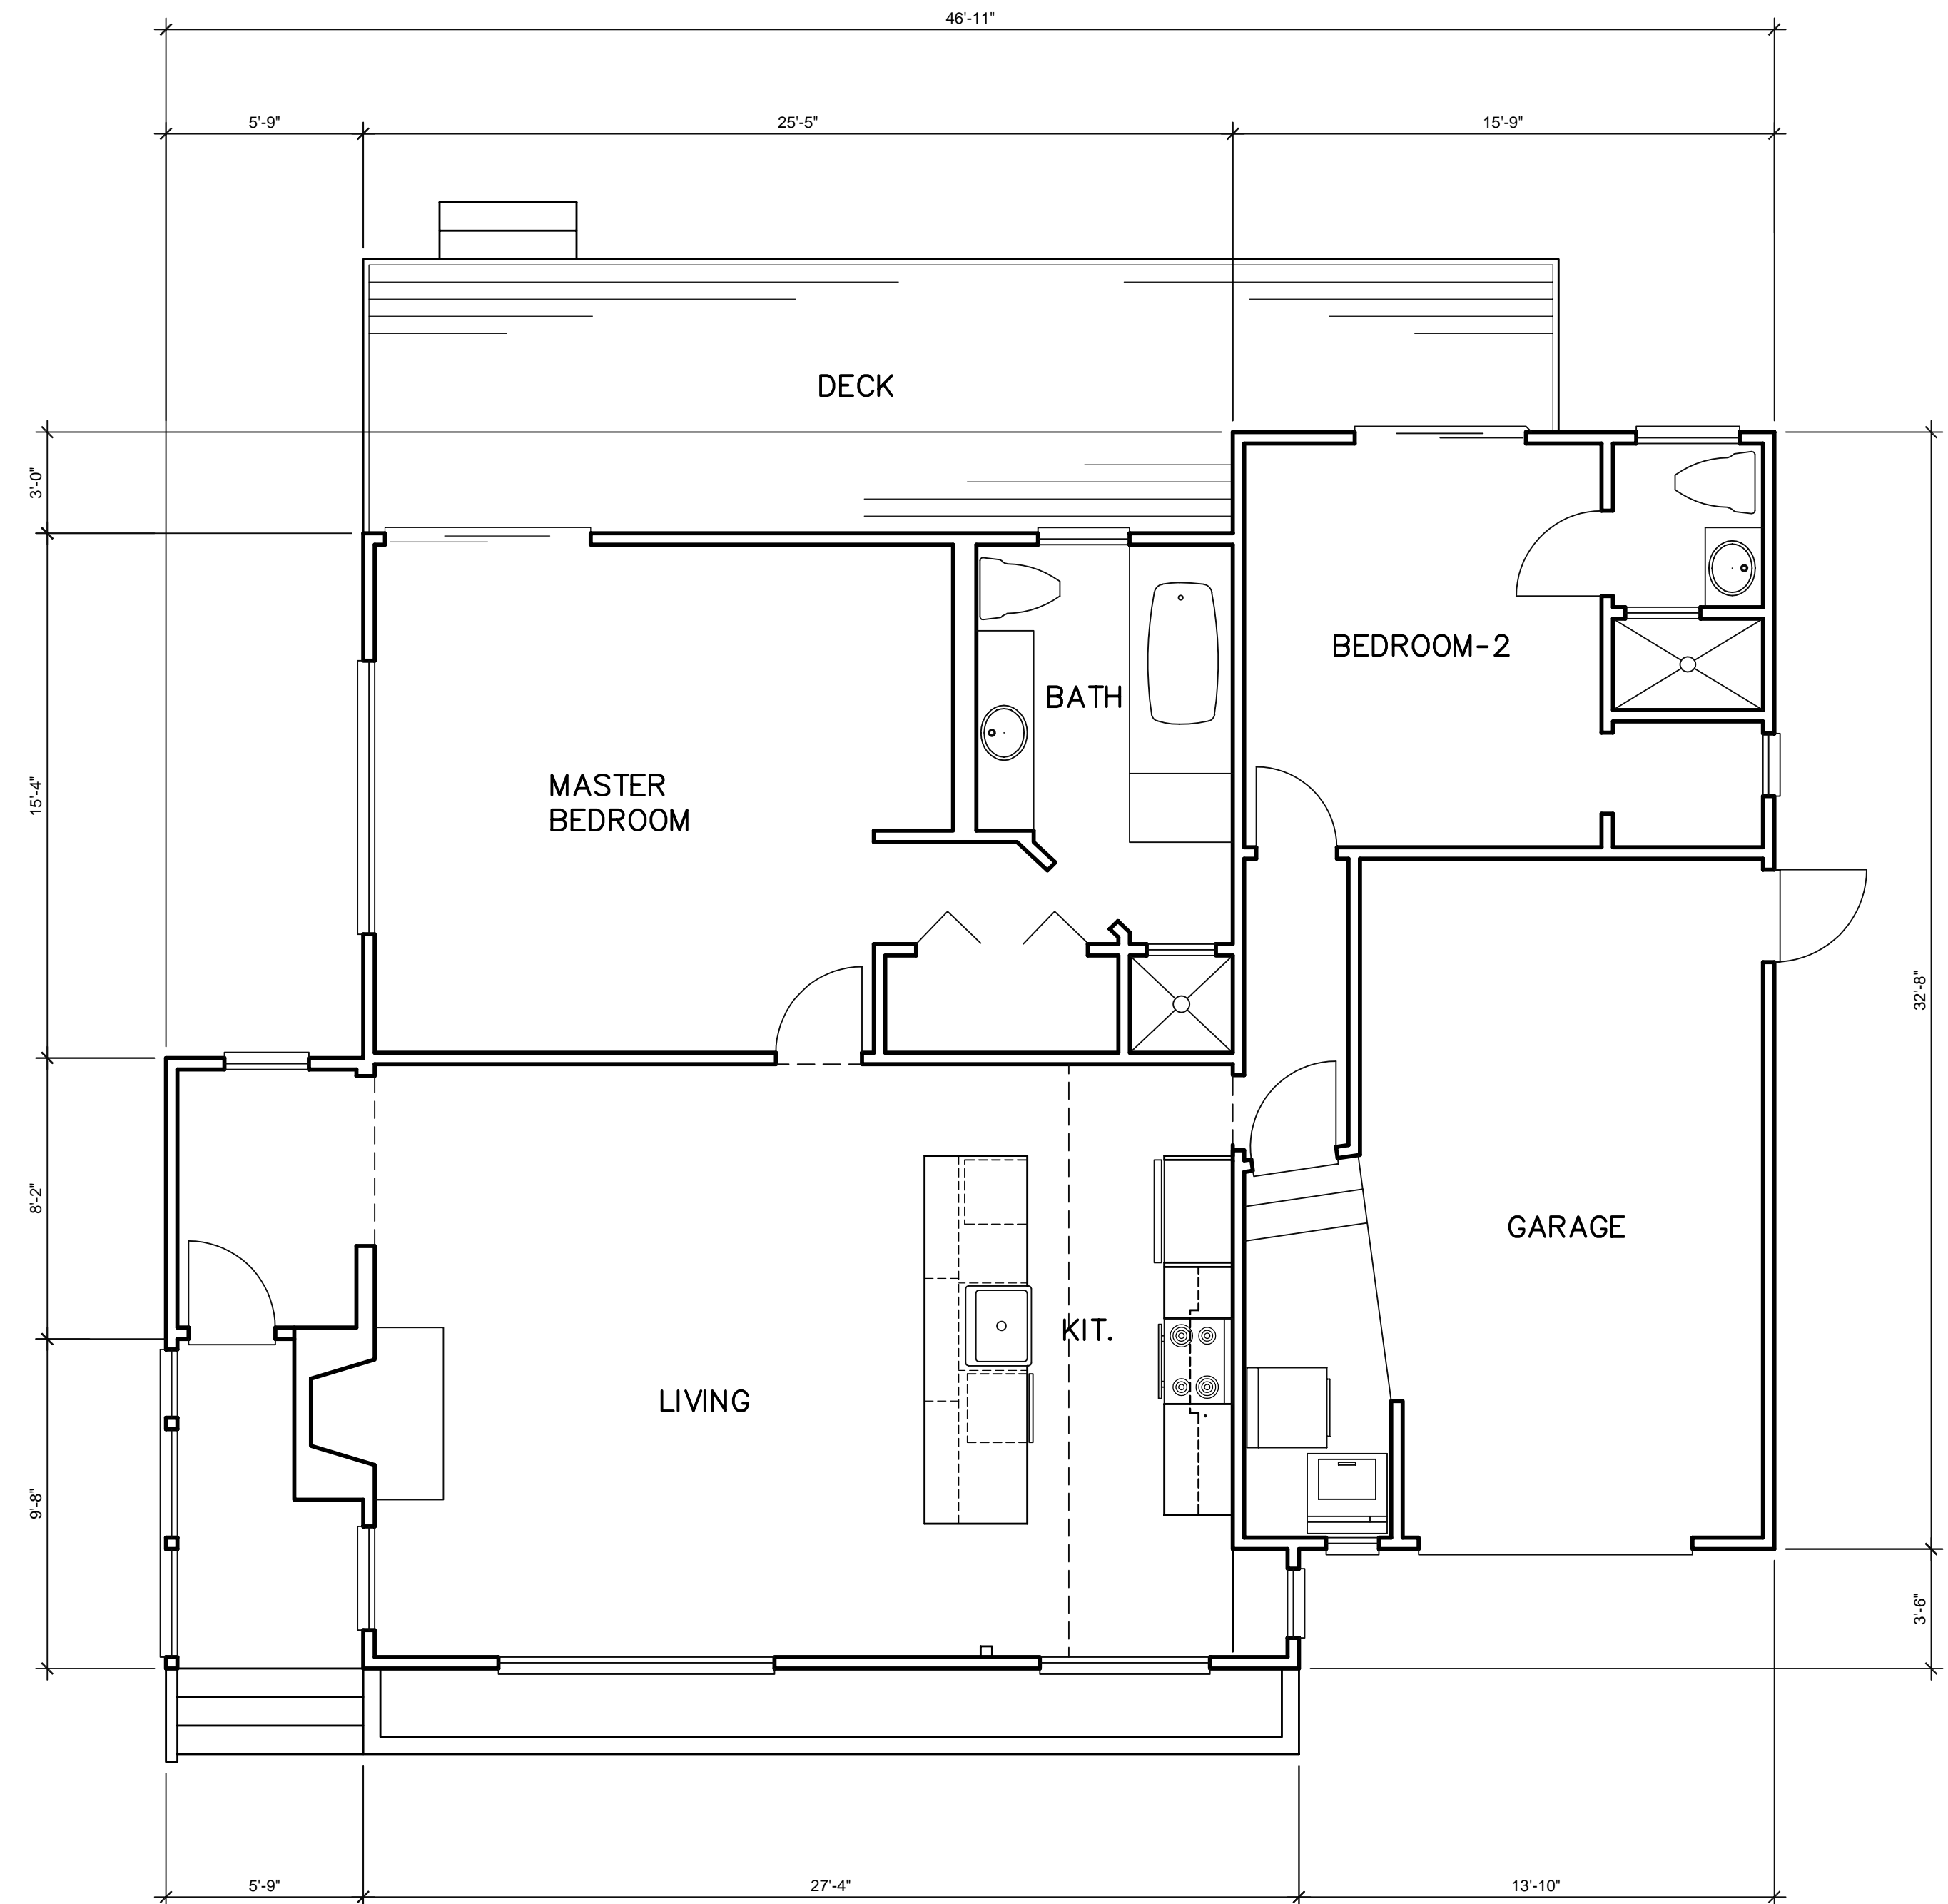 46'-11"
5'-9"
25'-5"
15'-9"
DECK
3'-0"
BEDROOM-2
BATH
15'-4"
MASTER
BEDROOM
32'-8"
8'-2"
GARAGE
KIT.
LIVING
9'-8"
3'-6"
5'-9"
27'-4"
13'-10"